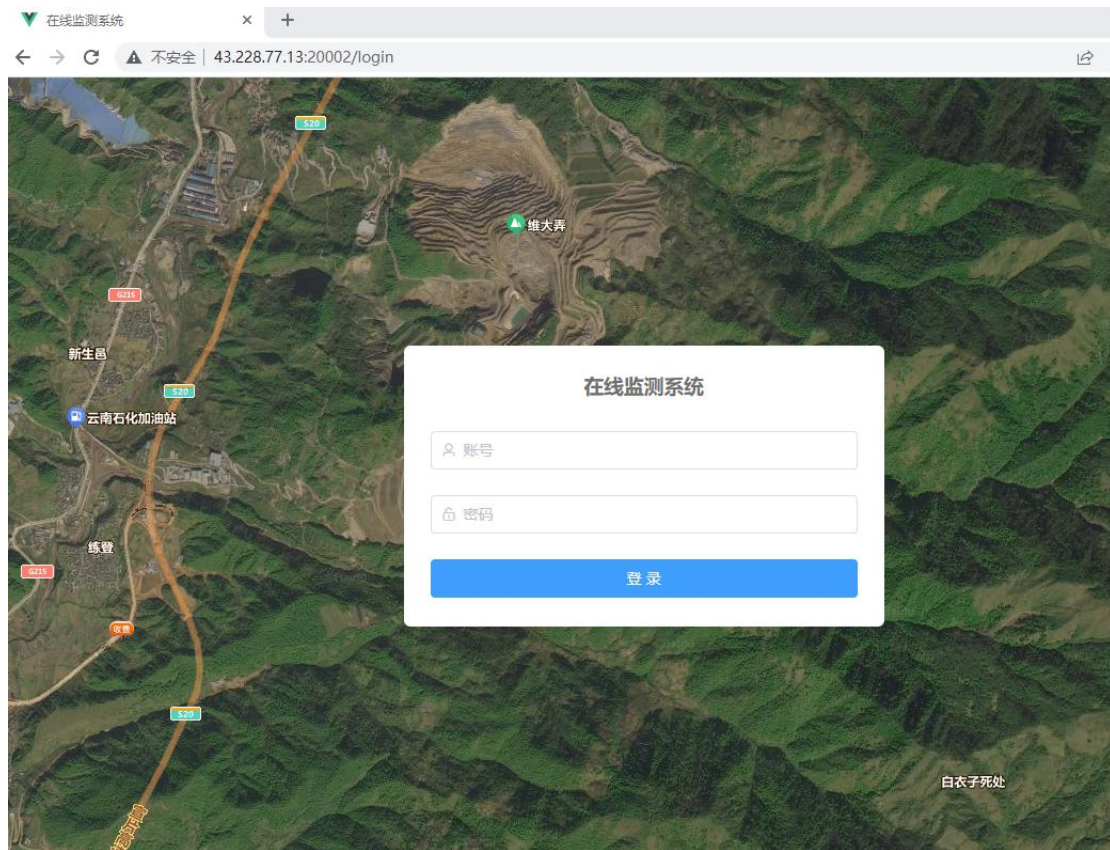 在线监测系统
不安全 43.228.77.13:20002/login
S20
维大弄
G215
新生邑
S20
云南石化加油站
在线监测系统
账号
密码
练登
G215
登录
收费
S20
白衣子死处